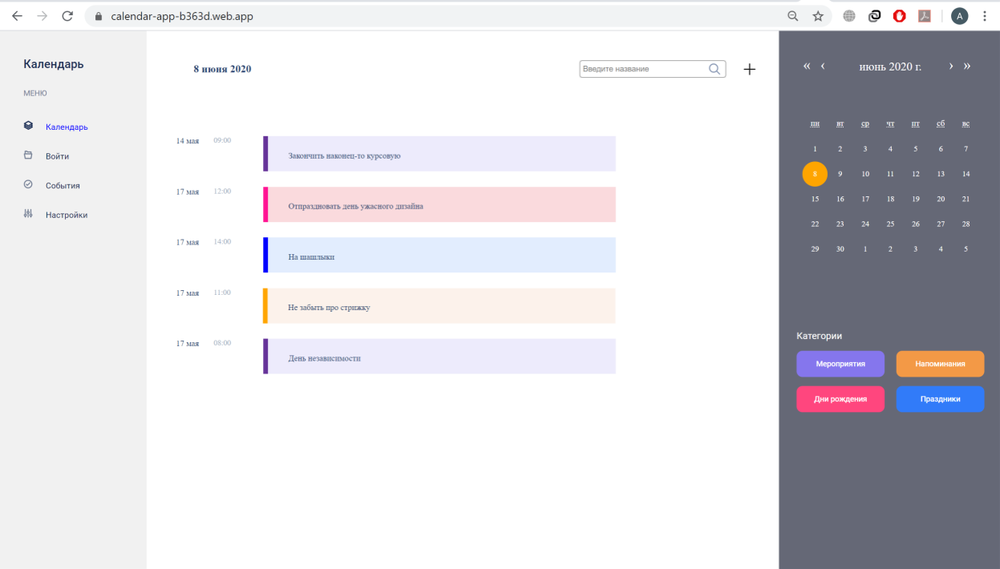 calendar-app-b363d.web.app
A
Календарь
МЕНЮ
Календарь
Войти
События
Настройки
8 июня 2020
Введите название
14 мая 09:00 Закончить наконец-то курсовую
17 мая 12:00 Отпраздновать день ужасного дизайна
17 мая 14:00 На шашлыки
17 мая 11:00 Не забыть про стрижку
17 мая 08:00 День независимости
« ‹ июнь 2020 г. › »
пн вт ср чт пт сб вс
1 2 3 4 5 6 7
8 9 10 11 12 13 14
15 16 17 18 19 20 21
22 23 24 25 26 27 28
29 30 1 2 3 4 5
Категории
Мероприятия Напоминания
Дни рождения Праздники